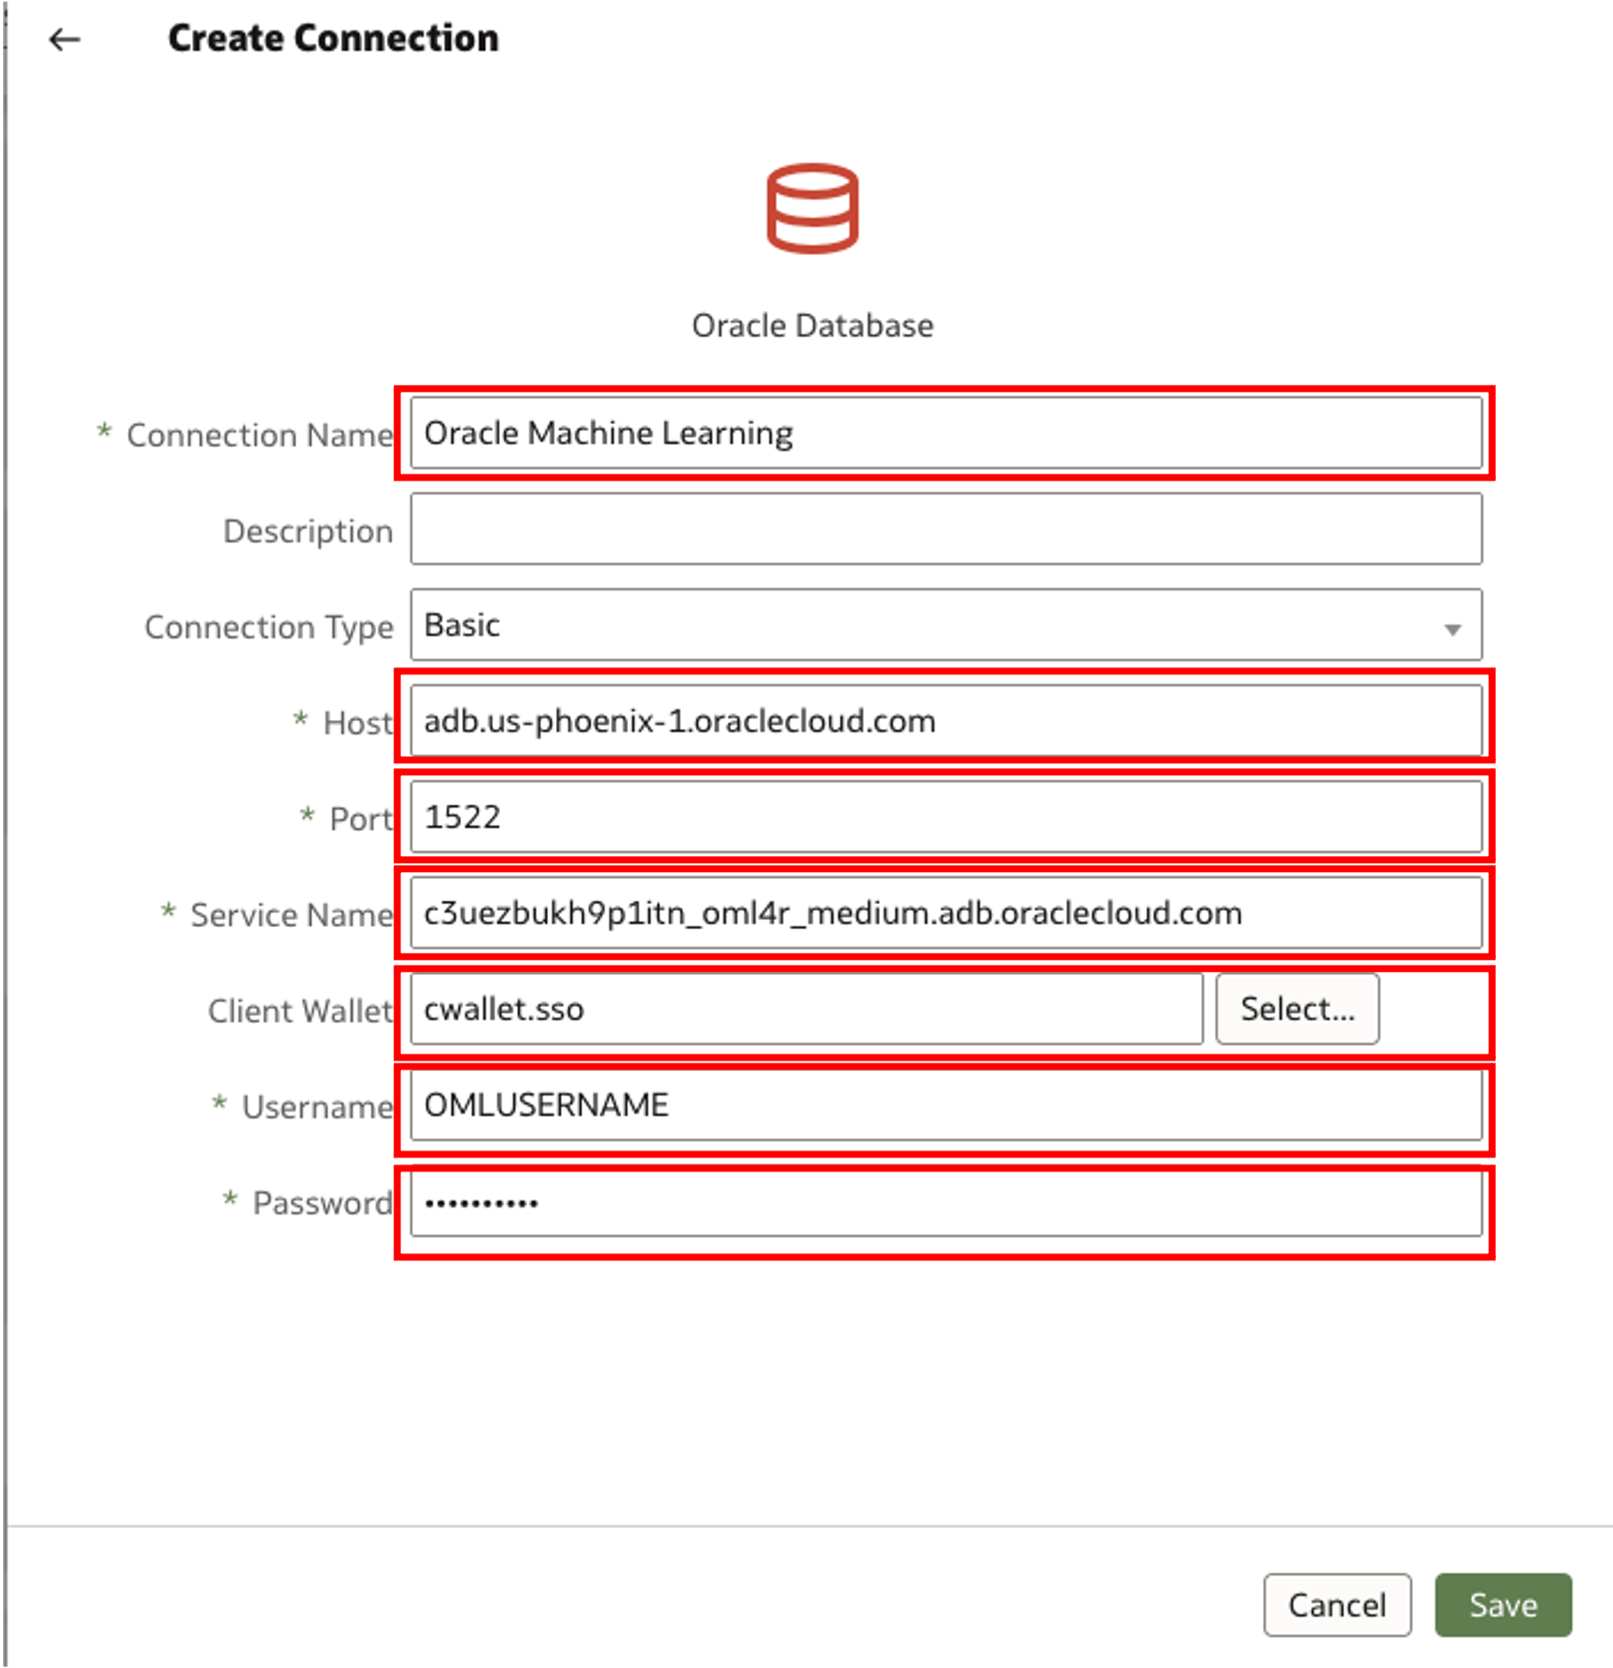 Create Connection
Oracle Database
* Connection Name Oracle Machine Learning
Description
Connection Type Basic
* Host adb.us-phoenix-1.oraclecloud.com
* Port 1522
* Service Name c3uezbukh9p1itn_oml4r_medium.adb.oraclecloud.com
Client Wallet cwallet.sso Select...
* Username OMLUSERNAME
* Password ••••••••••
Cancel Save